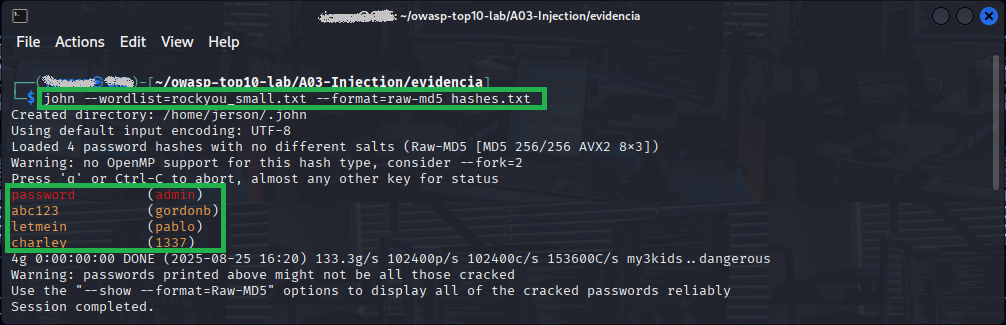 : ~/owasp-top10-lab/A03-Injection/evidencia
File Actions Edit View Help
-[~/owasp-top10-lab/A03-Injection/evidencia]
$ john --wordlist=rockyou_small.txt --format=raw-md5 hashes.txt
Created directory: /home/jerson/.john
Using default input encoding: UTF-8
Loaded 4 password hashes with no different salts (Raw-MD5 [MD5 256/256 AVX2 8×3])
Warning: no OpenMP support for this hash type, consider --fork=2
Press 'q' or Ctrl-C to abort, almost any other key for status
password (admin)
abc123 (gordonb)
letmein (pablo)
charley (1337)
4g 0:00:00:00 DONE (2025-08-25 16:20) 133.3g/s 102400p/s 102400c/s 153600C/s my3kids..dangerous
Warning: passwords printed above might not be all those cracked
Use the "--show --format=Raw-MD5" options to display all of the cracked passwords reliably
Session completed.